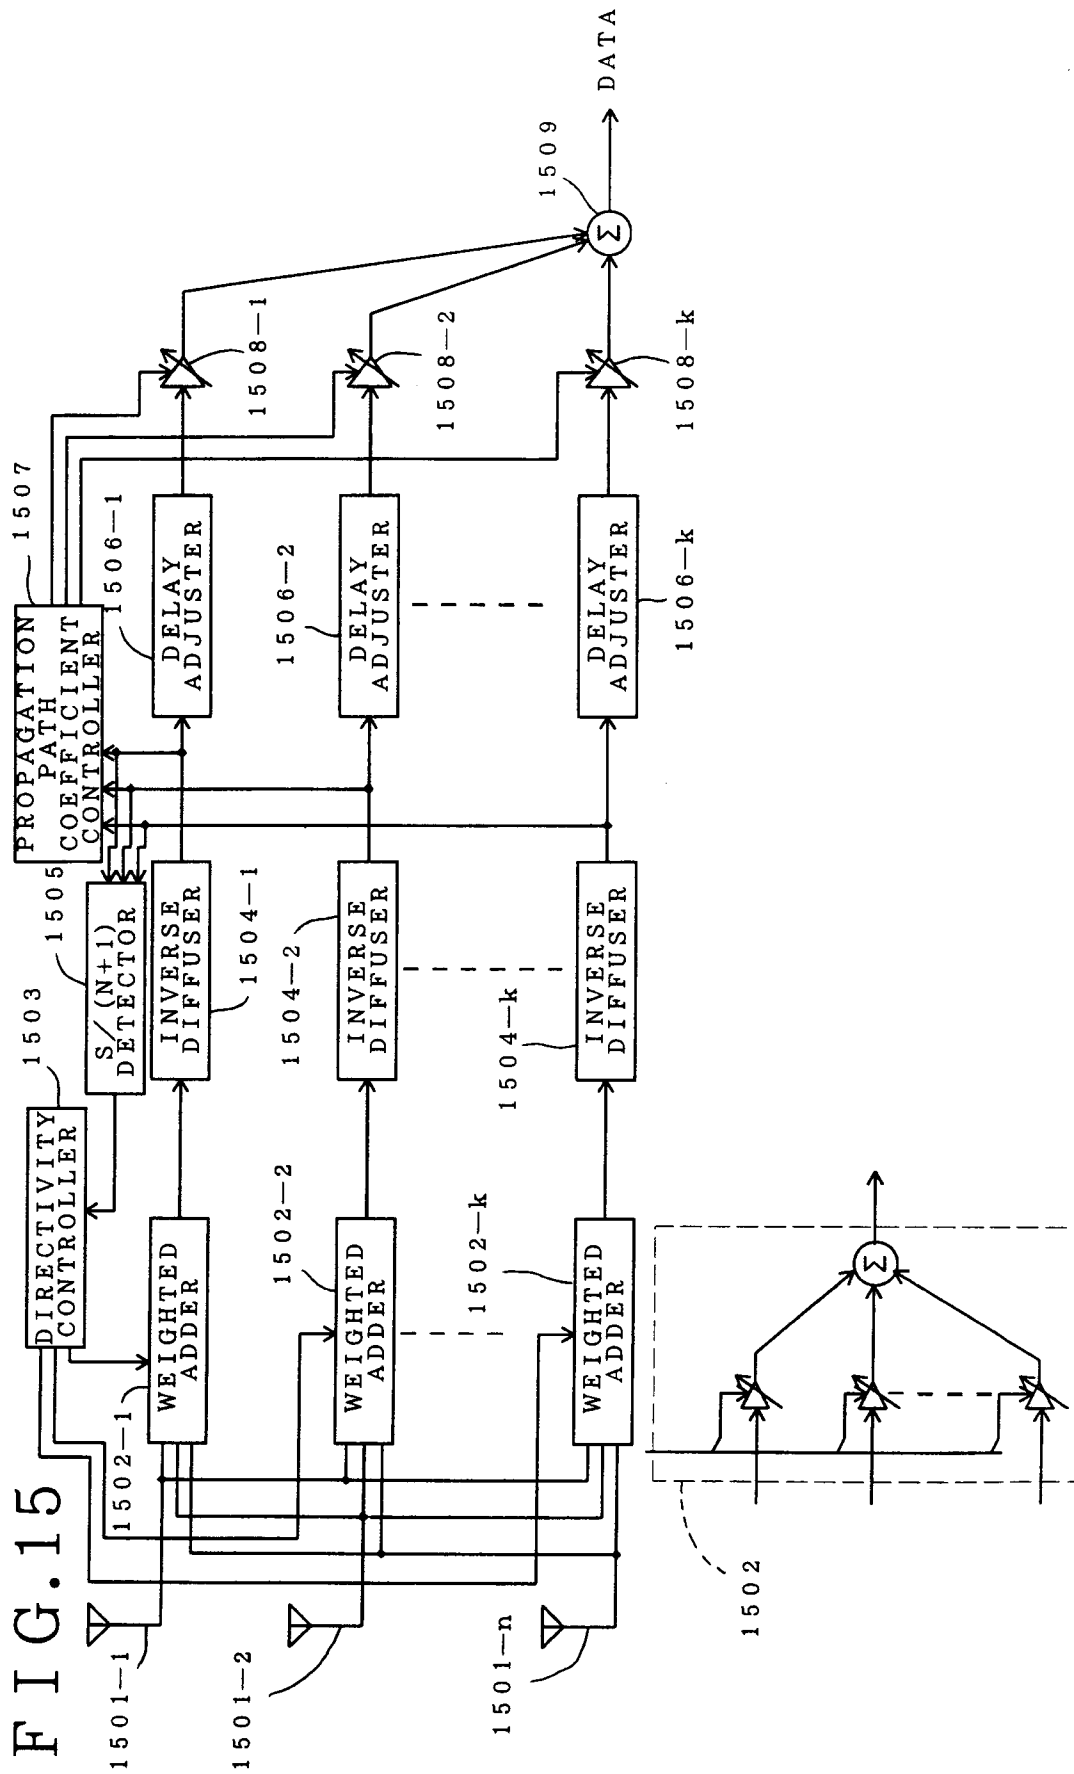 FIG.15
1501-1
1501-2
1501-n
1502-1
DIRECTIVITY
CONTROLLER
1503
WEIGHTED
ADDER
WEIGHTED
ADDER
1502-2
WEIGHTED
ADDER
1502-k
1505
S/(N+1)
DETECTOR
INVERSE
DIFFUSER
1504-1
INVERSE
DIFFUSER
1504-2
INVERSE
DIFFUSER
1504-k
PROPAGATION
PATH
COEFFICIENT
CONTROLLER
1507
DELAY
ADJUSTER
1506-1
DELAY
ADJUSTER
1506-2
DELAY
ADJUSTER
1506-k
1508-1
1508-2
1508-k
Σ
1509
DATA
1502
Σ